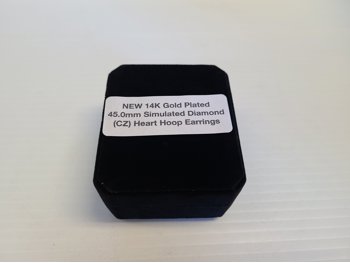 NEW 14K Gold Plated
45.0mm Simulated Diamond
(CZ) Heart Hoop Earrings